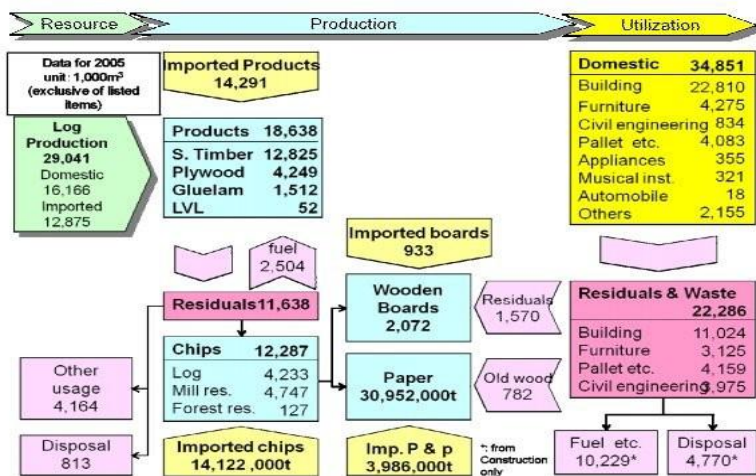 Resource
Production
Utilization
Data for 2005
unit: 1,000m³
(exclusive of listed
items)
Imported Products
14,291
Log
Production
29,041
Domestic
16,166
Imported
12,875
Products 18,638
S. Timber 12,825
Plywood 4,249
Gluelam 1,512
LVL 52
Domestic 34,851
Building 22,810
Furniture 4,275
Civil engineering 834
Pallet etc. 4,083
Appliances 355
Musical inst. 321
Automobile 18
Others 2,155
fuel
2,504
Imported boards
933
Residuals 11,638
Wooden
Boards
2,072
Residuals
1,570
Residuals & Waste
22,286
Building 11,024
Furniture 3,125
Pallet etc. 4,159
Civil engineering 3,975
Other
usage
4,164
Chips 12,287
Log 4,233
Mill res. 4,747
Forest res. 127
Paper
30,952,000t
Old wood
782
Disposal
813
Imported chips
14,122 ,000t
Imp. P & p
3,986,000t
*: from
Construction
only
Fuel etc.
10,229*
Disposal
4,770*